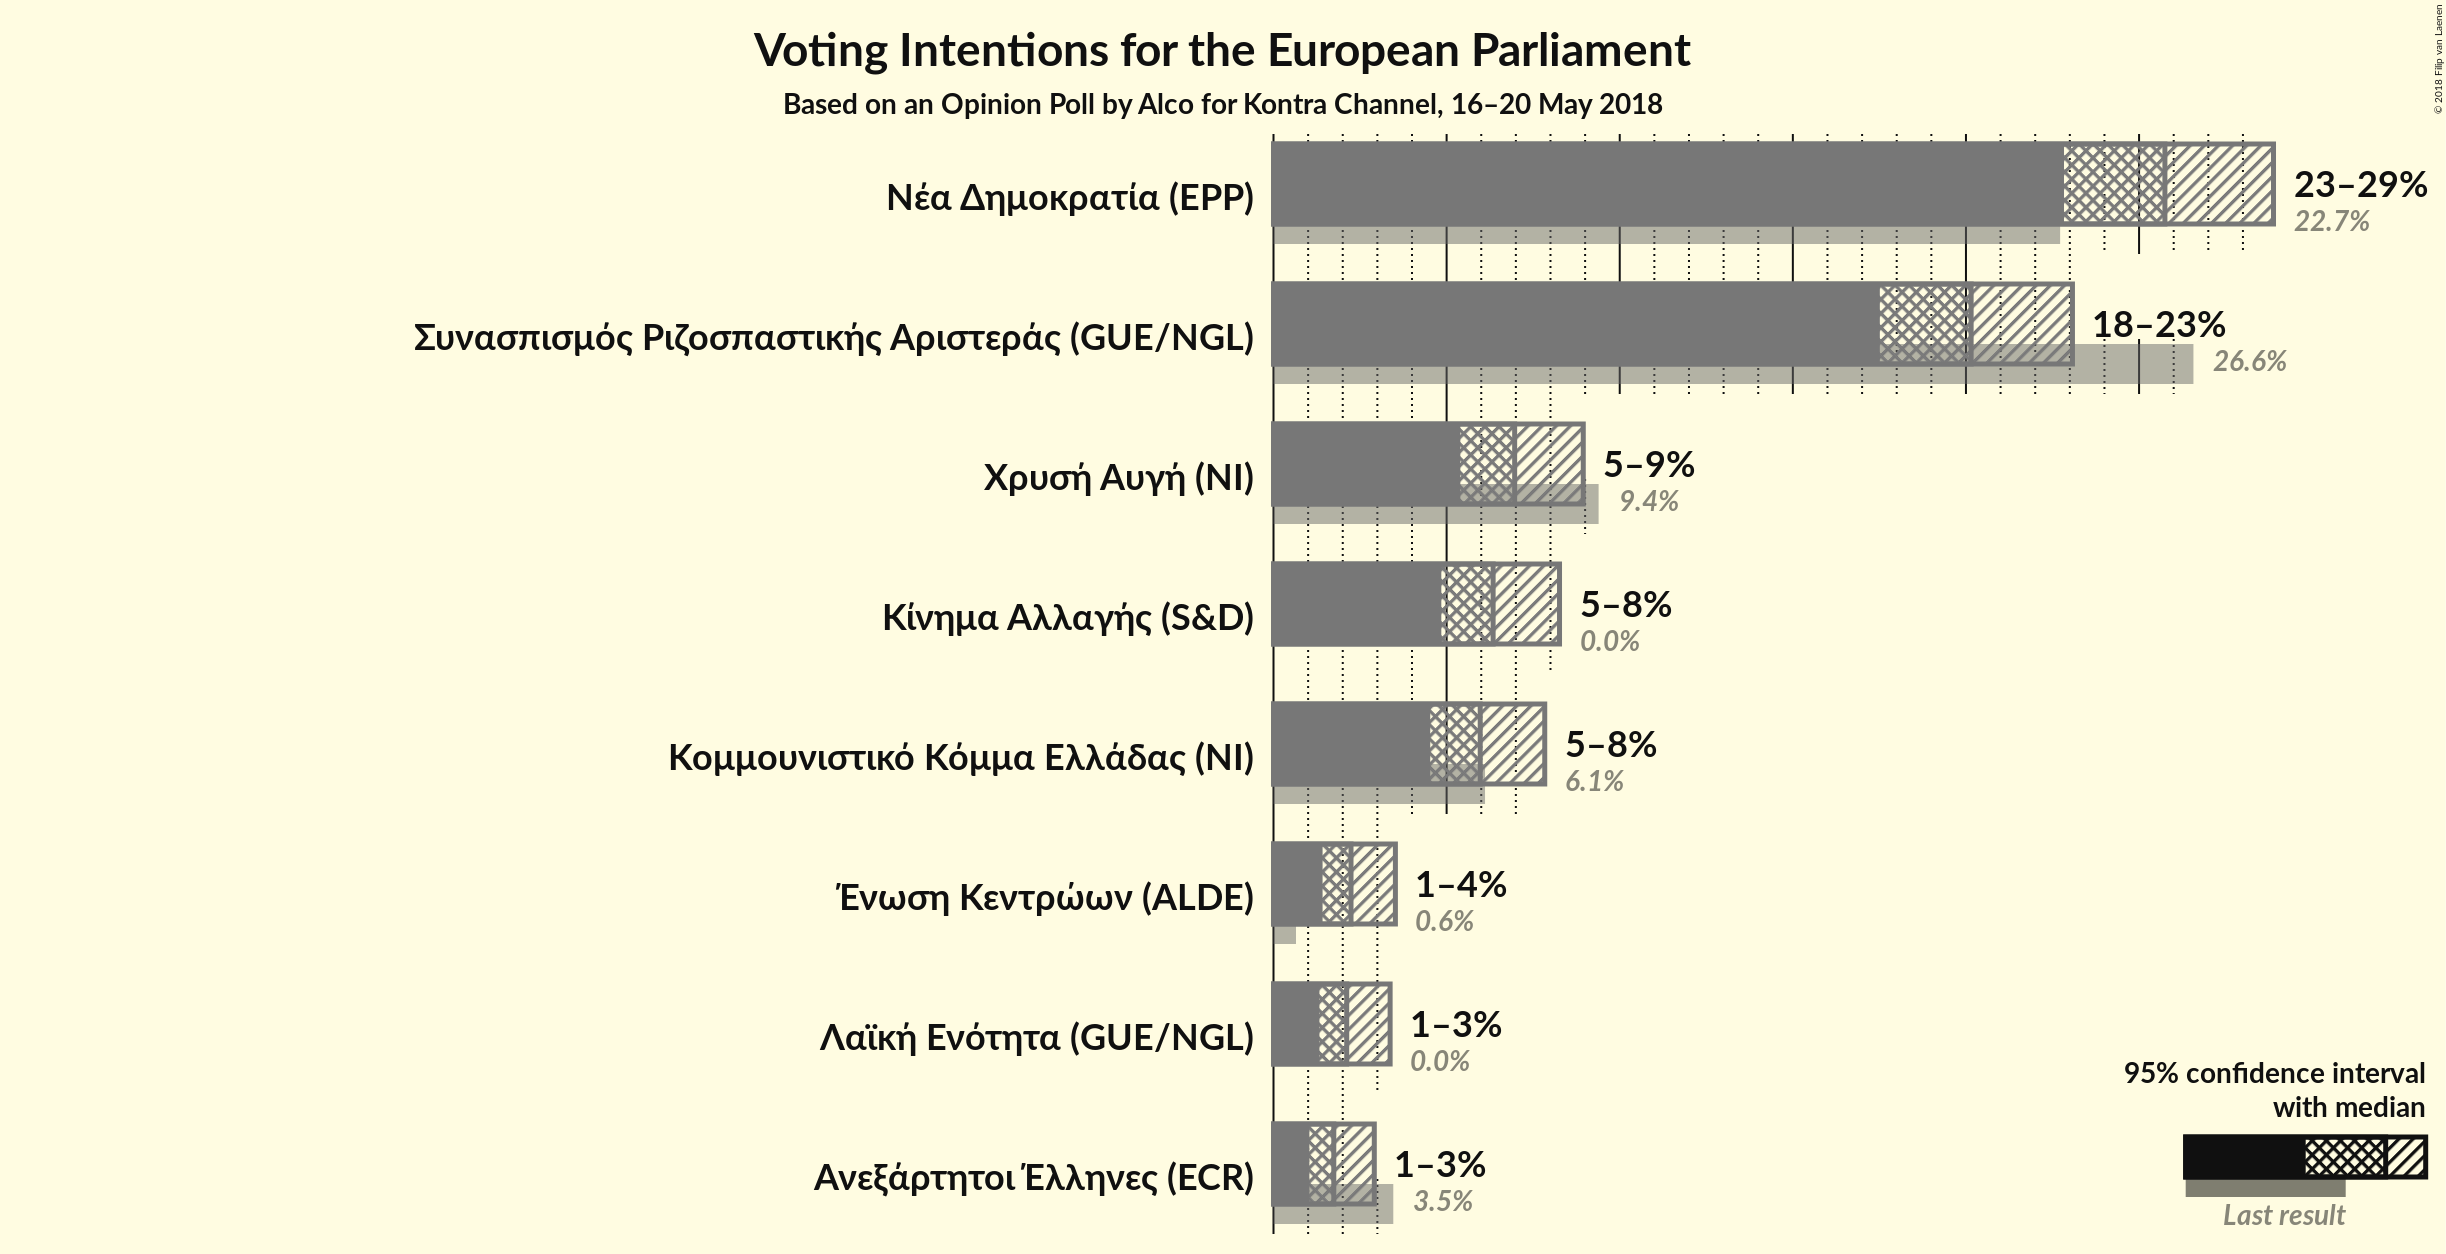 Voting Intentions for the European Parliament
Based on an Opinion Poll by Alco for Kontra Channel, 16–20 May 2018
© 2018 Filip van Laenen
Νέα Δημοκρατία (EPP)
23–29%
22.7%
Συνασπισμός Ριζοσπαστικής Αριστεράς (GUE/NGL)
18–23%
26.6%
Χρυσή Αυγή (NI)
5–9%
9.4%
Κίνημα Αλλαγής (S&D)
5–8%
0.0%
Κομμουνιστικό Κόμμα Ελλάδας (NI)
5–8%
6.1%
Ένωση Κεντρώων (ALDE)
1–4%
0.6%
Λαϊκή Ενότητα (GUE/NGL)
1–3%
0.0%
Ανεξάρτητοι Έλληνες (ECR)
1–3%
3.5%
95% confidence interval
with median
Last result